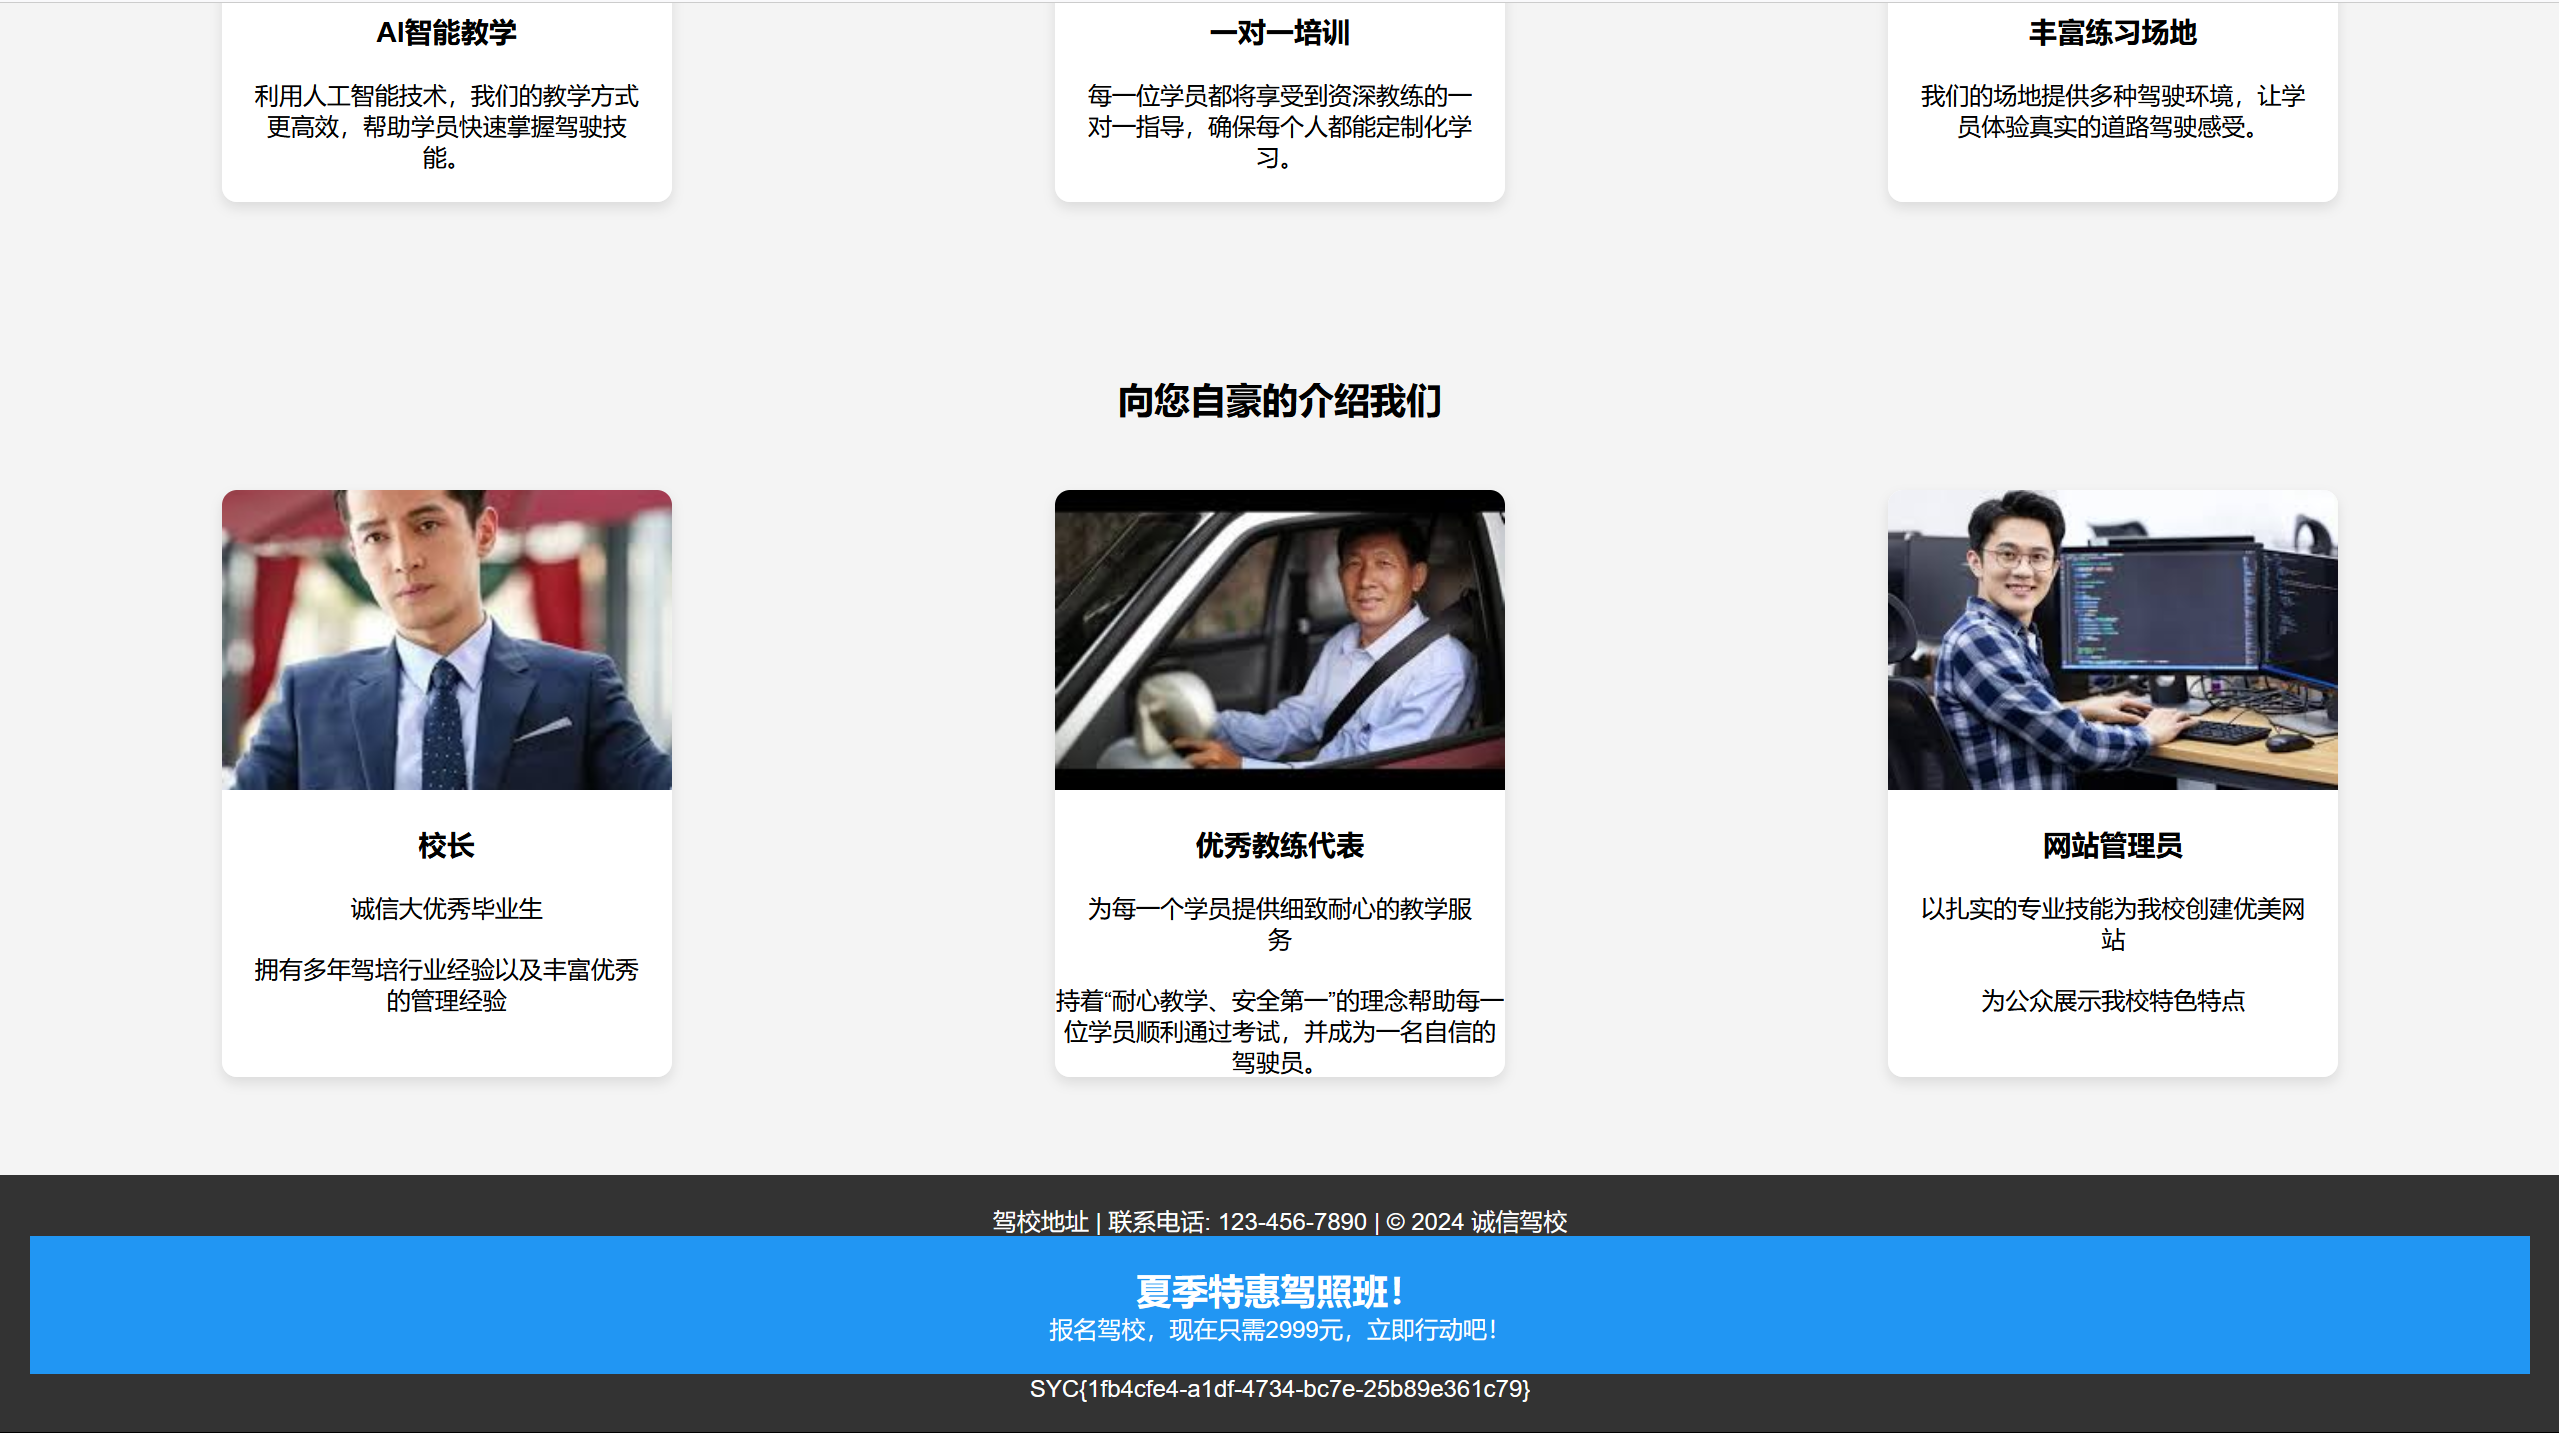 AI智能教学
利用人工智能技术，我们的教学方式
更高效，帮助学员快速掌握驾驶技
能。
一对一培训
每一位学员都将享受到资深教练的一
对一指导，确保每个人都能定制化学
习。
丰富练习场地
我们的场地提供多种驾驶环境，让学
员体验真实的道路驾驶感受。
向您自豪的介绍我们
校长
诚信大优秀毕业生
拥有多年驾培行业经验以及丰富优秀
的管理经验
优秀教练代表
为每一个学员提供细致耐心的教学服
务
持着“耐心教学、安全第一”的理念帮助每一
位学员顺利通过考试，并成为一名自信的
驾驶员。
网站管理员
以扎实的专业技能为我校创建优美网
站
为公众展示我校特色特点
驾校地址 | 联系电话: 123-456-7890 | © 2024 诚信驾校
夏季特惠驾照班！
报名驾校，现在只需2999元，立即行动吧！
SYC{1fb4cfe4-a1df-4734-bc7e-25b89e361c79}